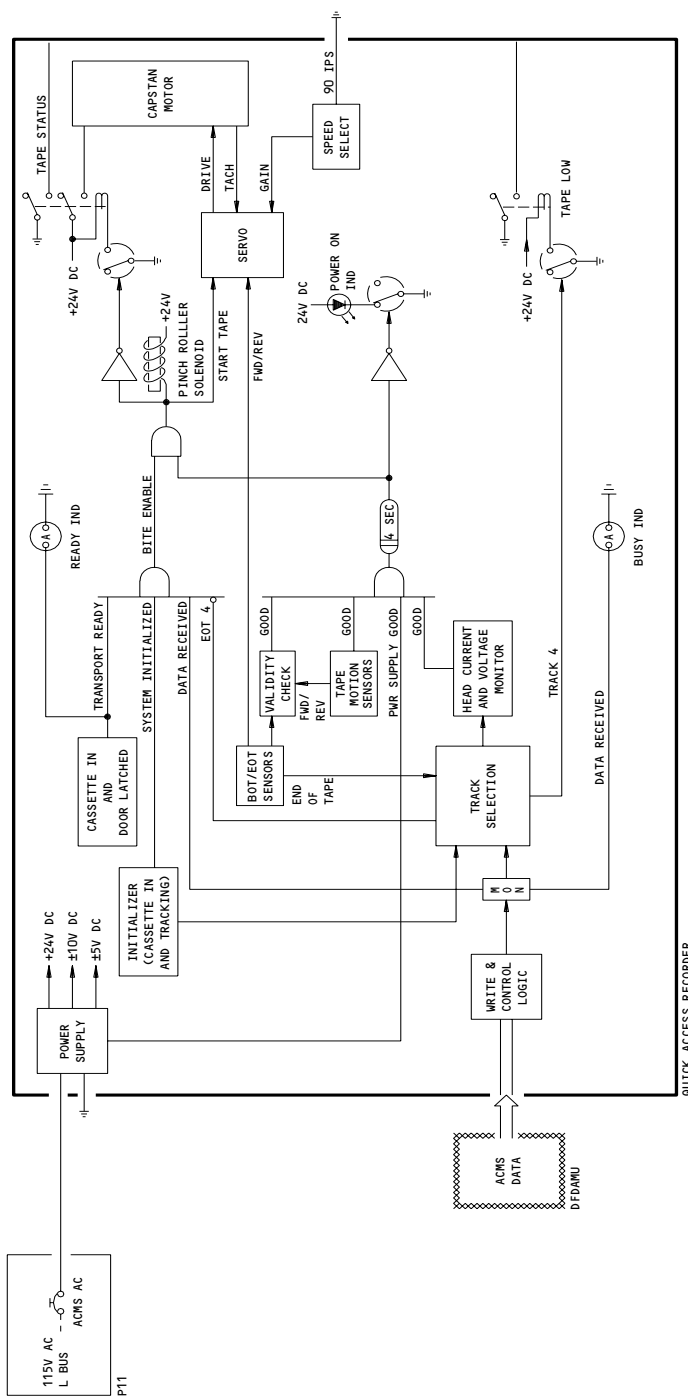 115V AC
L BUS
ACMS AC
P11
POWER
SUPPLY
+24V DC
±10V DC
±5V DC
INITIALIZER
(CASSETTE IN
AND TRACKING)
CASSETTE IN
AND
DOOR LATCHED
TRANSPORT READY
SYSTEM INITIALIZED
DATA RECEIVED
EOT 4
A
READY IND
BITE ENABLE
PINCH ROLLLER
SOLENOID
+24V
START TAPE
FWD/REV
+24V DC
TAPE STATUS
CAPSTAN
MOTOR
DRIVE
TACH
SERVO
GAIN
SPEED
SELECT
90 IPS
BOT/EOT
SENSORS
END
OF
TAPE
VALIDITY
CHECK
FWD/
REV
TAPE
MOTION
SENSORS
GOOD
GOOD
PWR SUPPLY GOOD
GOOD
4 SEC
24V DC
POWER ON
IND
HEAD CURRENT
AND VOLTAGE
MONITOR
TRACK
SELECTION
TRACK 4
+24V DC
TAPE LOW
ACMS
DATA
DFDAMU
WRITE &
CONTROL
LOGIC
M
O
N
DATA RECEIVED
A
BUSY IND
QUICK ACCESS RECORDER